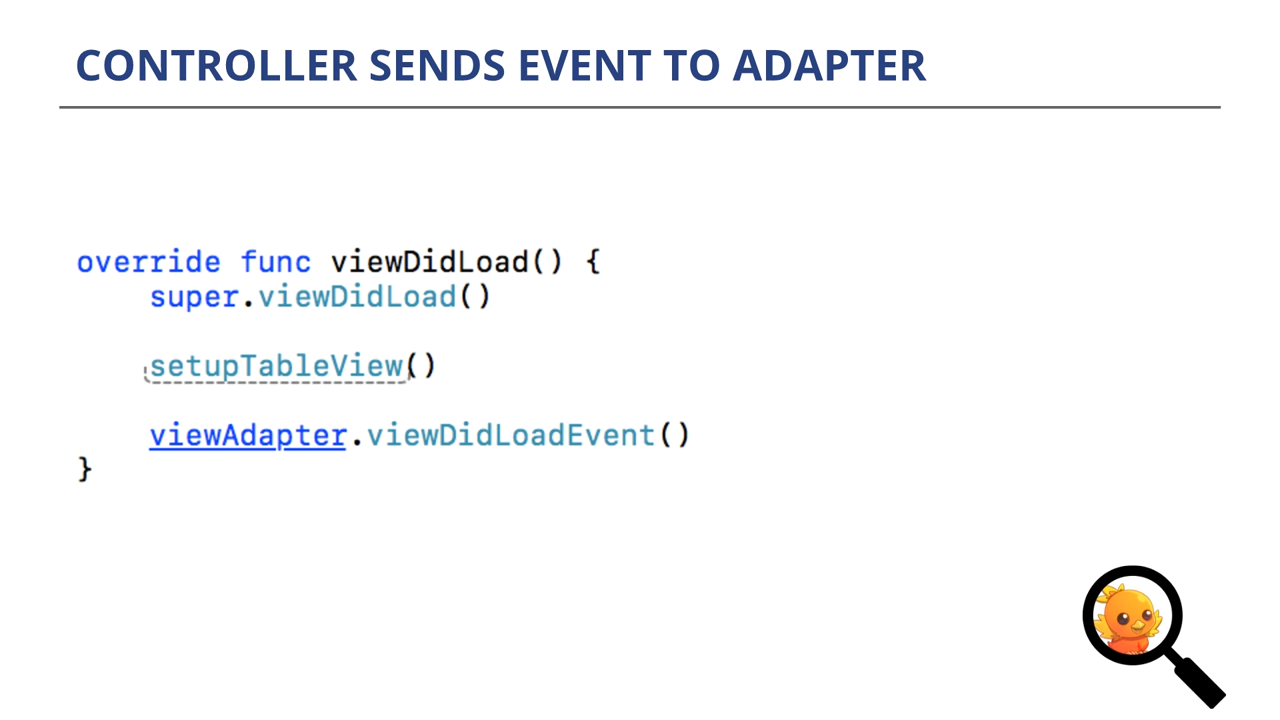 CONTROLLER SENDS EVENT TO ADAPTER
override func viewDidLoad() {
super.viewDidLoad()
setupTableView()
viewAdapter.viewDidLoadEvent()
}